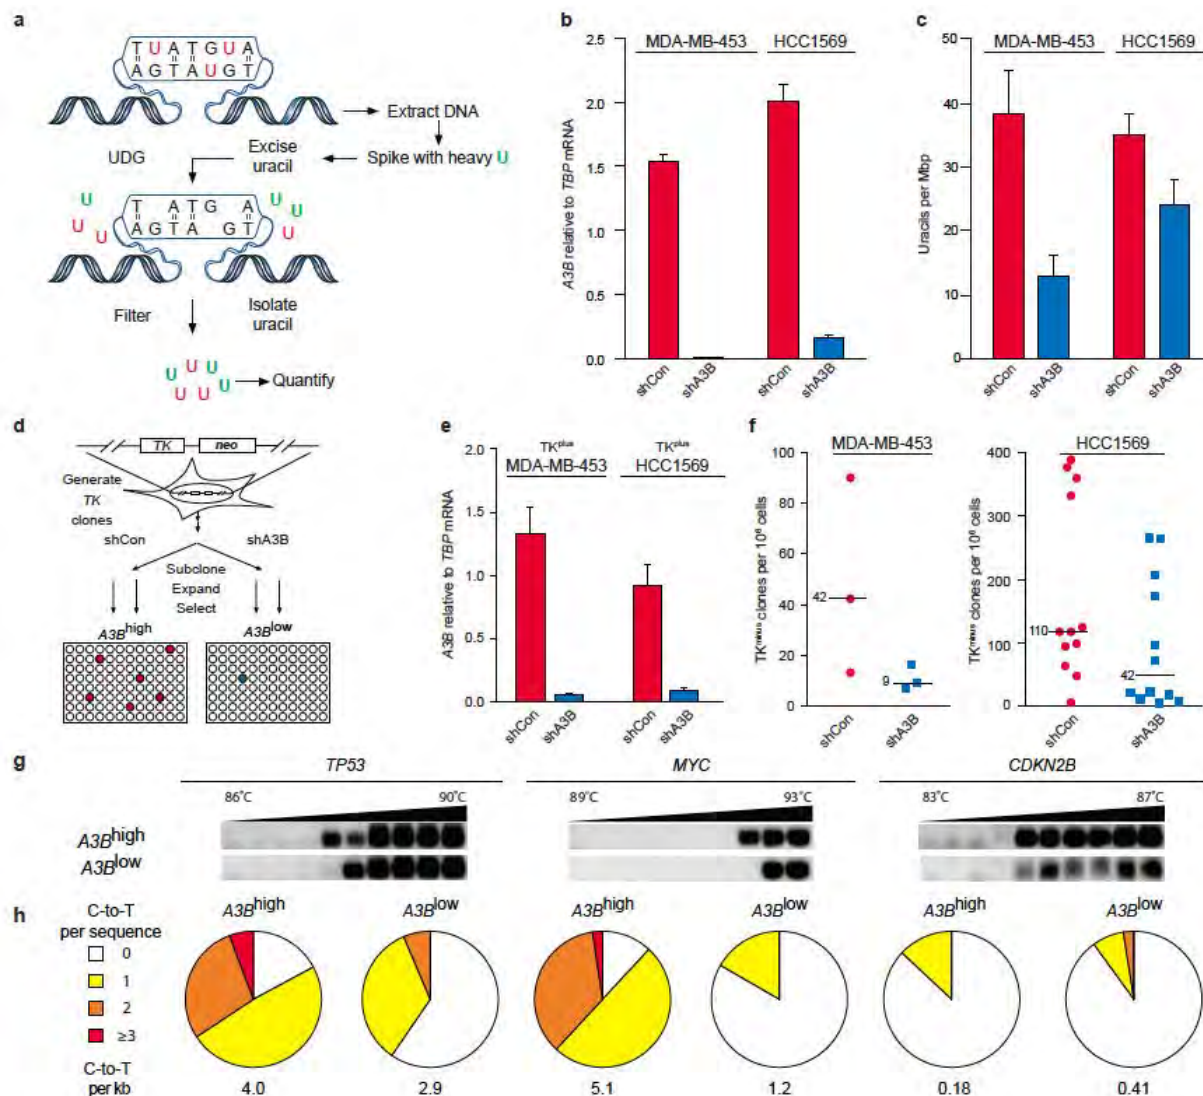 a
T U A T G U A
A G T A U G T
Extract DNA
UDG
Excise
uracil
Spike with heavy U
U U U
T A T G A
A G T A G T
U U U
Filter
Isolate
uracil
U U U U
U U U
Quantify
b
MDA-MB-453 HCC1569
A3B relative to TBP mRNA
2.5
2.0
1.5
1.0
0.5
0.0
shCon shA3B shCon shA3B
c
MDA-MB-453 HCC1569
Uracils per Mbp
50
40
30
20
10
0
shCon shA3B shCon shA3B
d
TK neo
Generate
TK
clones
shCon shA3B
Subclone
Expand
Select
A3Bhigh A3Blow
e
TKplus TKplus
MDA-MB-453 HCC1569
A3B relative to TBP mRNA
2.0
1.5
1.0
0.5
0.0
shCon shA3B shCon shA3B
f
MDA-MB-453
TKminus clones per 10⁶ cells
100
80
60
40
20
0
42
9
shCon shA3B
HCC1569
TKminus clones per 10⁶ cells
400
300
200
100
0
110
42
shCon shA3B
g
TP53 MYC CDKN2B
86°C 90°C 89°C 93°C 83°C 87°C
A3Bhigh
A3Blow
h
A3Bhigh A3Blow A3Bhigh A3Blow A3Bhigh A3Blow
C-to-T
per sequence
0
1
2
≥3
C-to-T
per kb
4.0 2.9 5.1 1.2 0.18 0.41